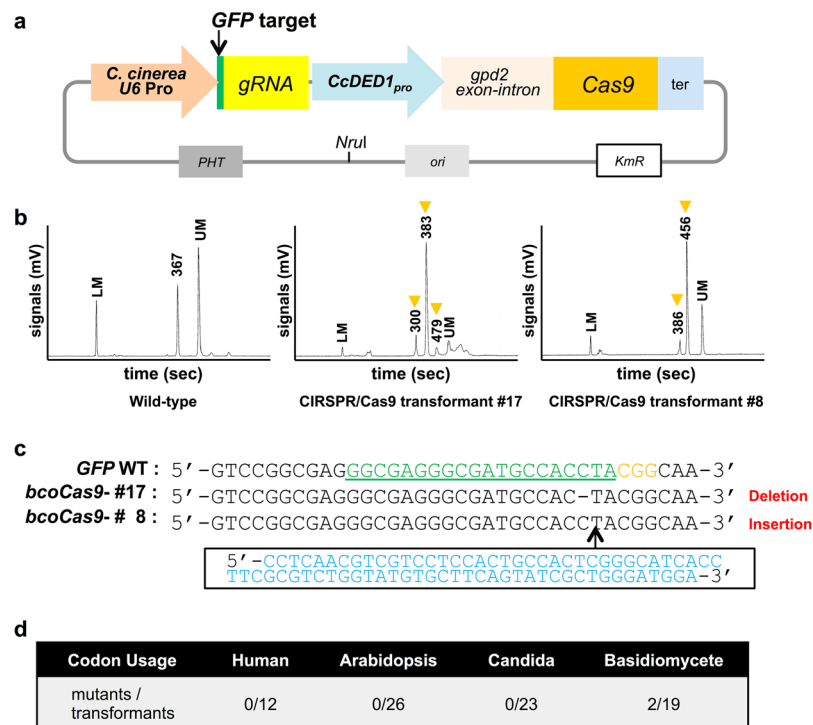 a
GFP target
C. cinerea
U6 Pro
gRNA
CcDED1pro
gpd2
exon-intron
Cas9
ter
PHT
NruI
ori
KmR
b
signals (mV)
LM
367
UM
time (sec)
Wild-type
signals (mV)
LM
300
383
479
UM
time (sec)
CIRSPR/Cas9 transformant #17
signals (mV)
LM
386
456
UM
time (sec)
CIRSPR/Cas9 transformant #8
c
GFP WT : 5′-GTCCGGCGAGGGCGAGGGCGATGCCACCTACGGCAA-3′
bcoCas9- #17 : 5′-GTCCGGCGAGGGCGAGGGCGATGCCAC-TACGGCAA-3′ Deletion
bcoCas9- # 8 : 5′-GTCCGGCGAGGGCGAGGGCGATGCCACCTACGGCAA-3′ Insertion
5′-CCTCAACGTCGTCCTCCACTGCCACTCGGGCATCACC
TTCGCGTCTGGTATGTGCTTCAGTATCGCTGGGATGGA-3′
d
Codon Usage Human Arabidopsis Candida Basidiomycete
mutants /
transformants 0/12 0/26 0/23 2/19